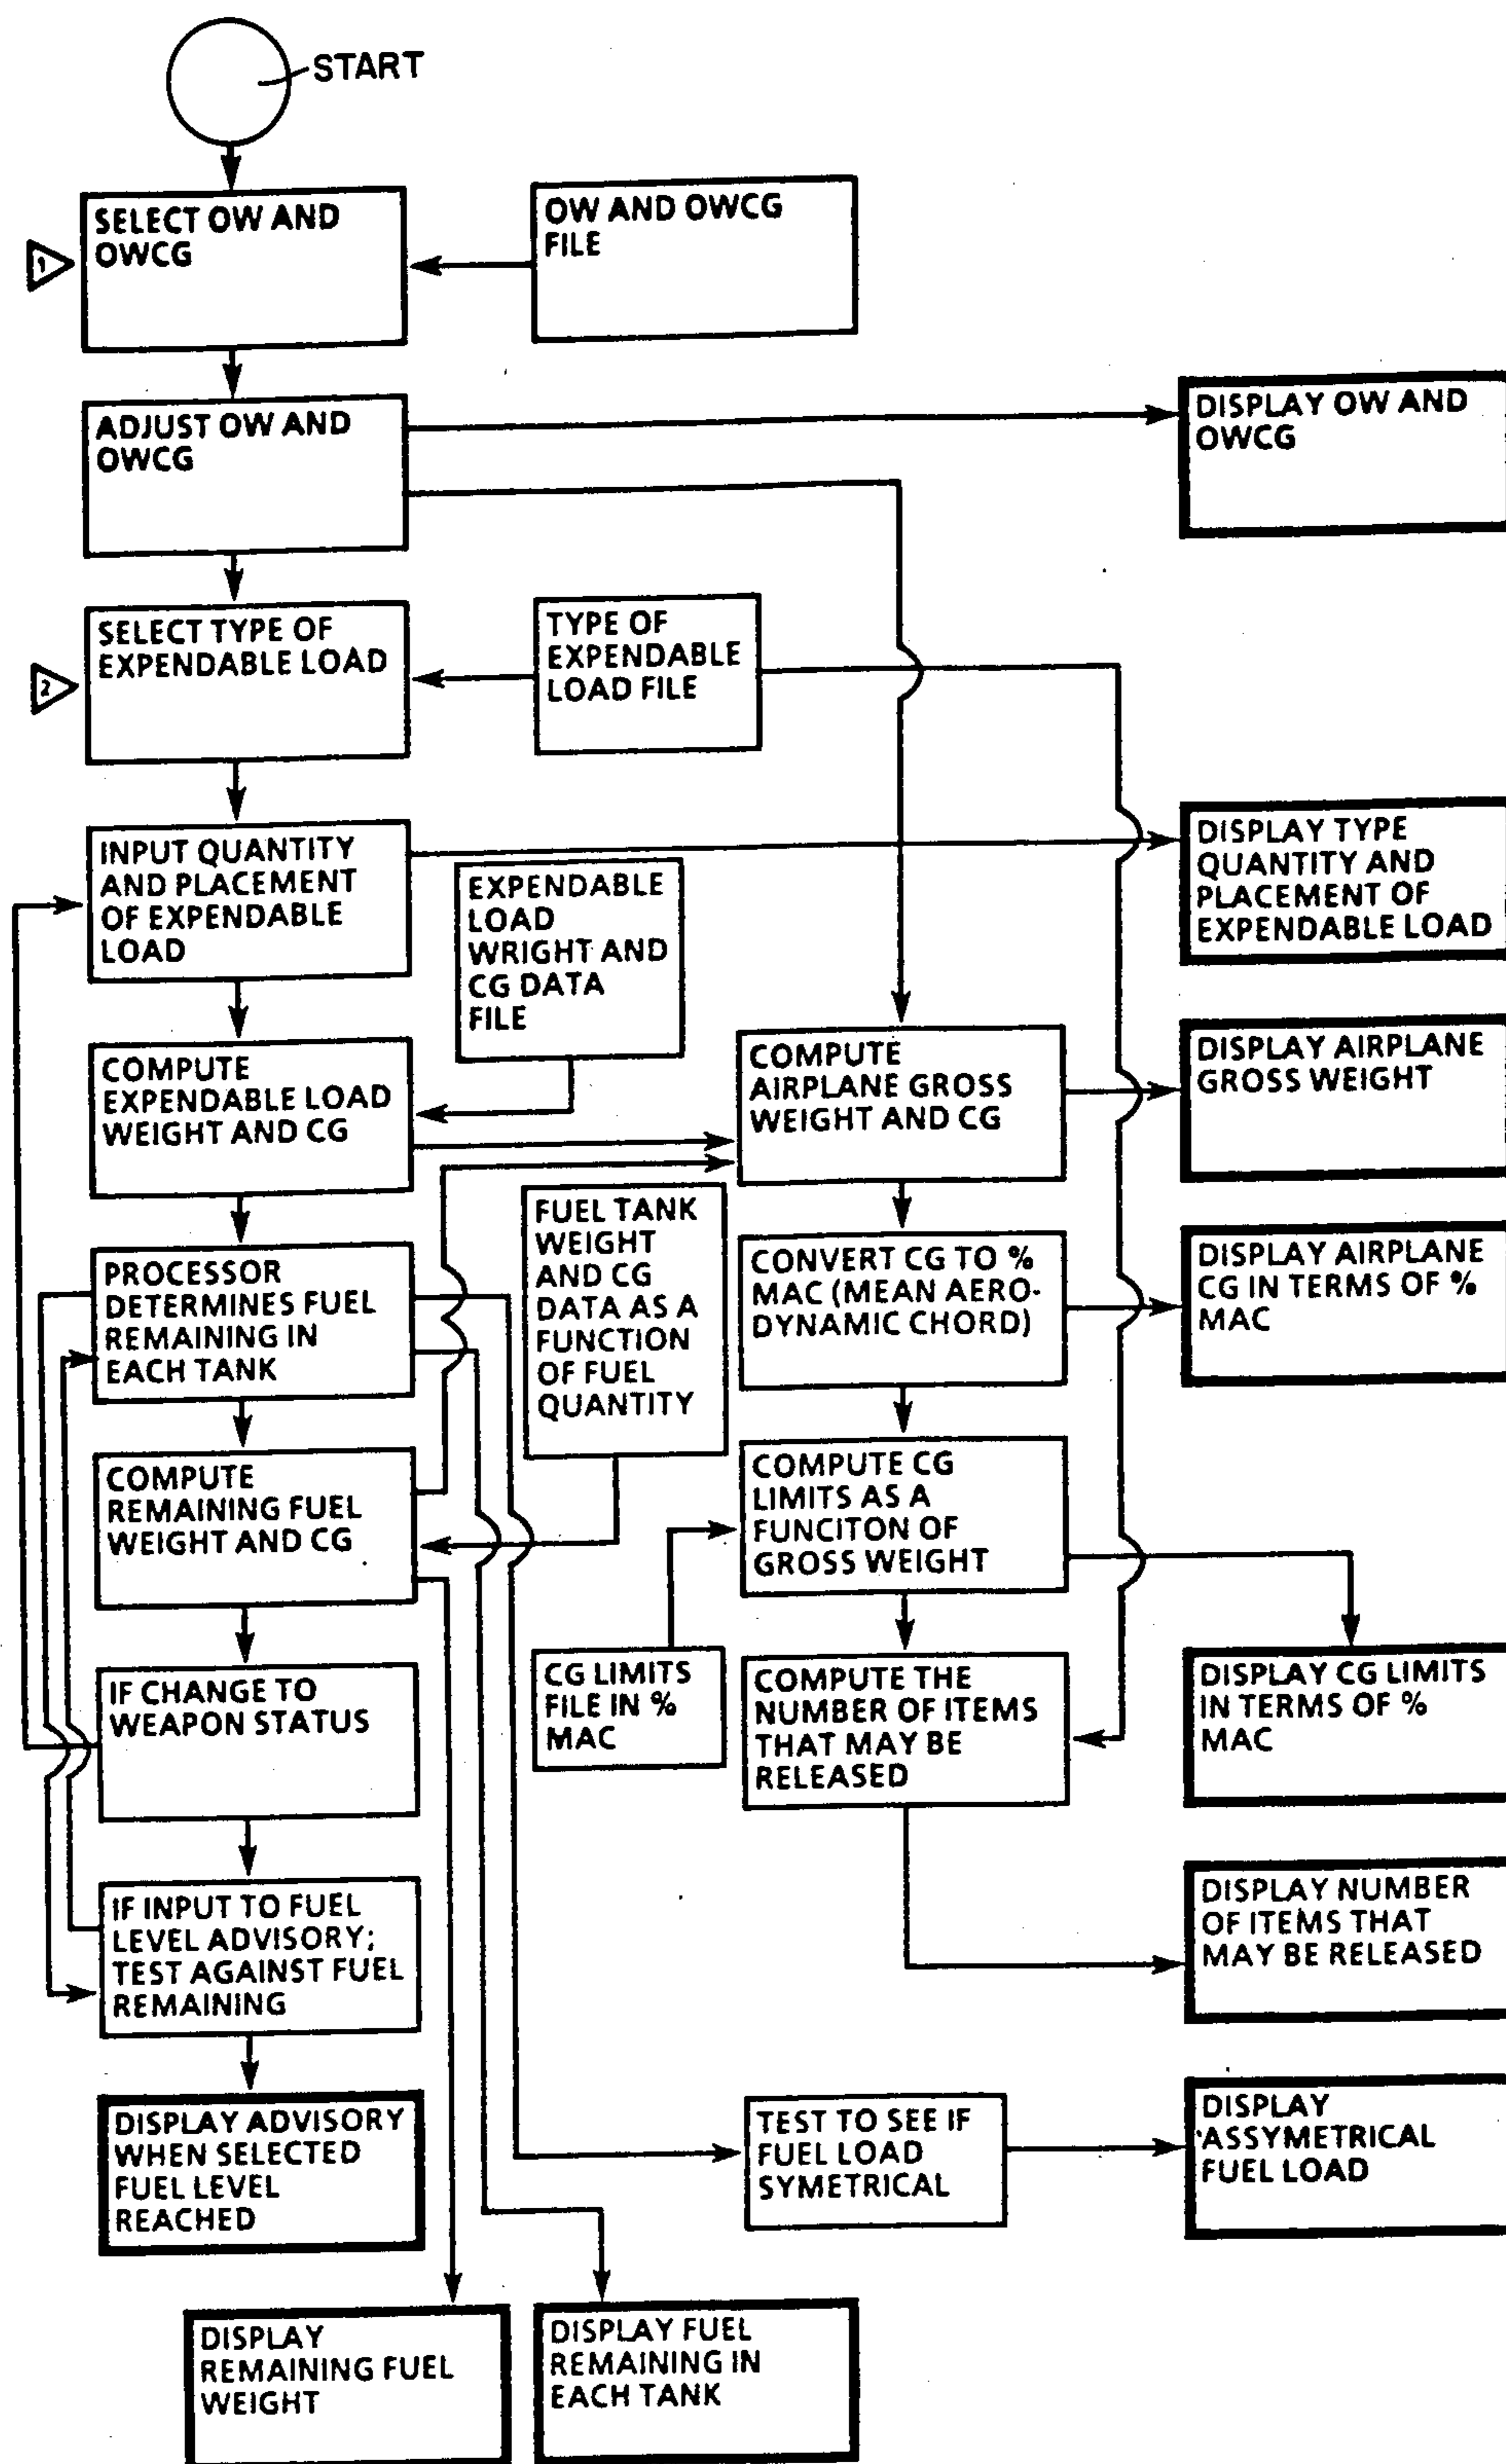 START
SELECT OW AND
OWCG
OW AND OWCG
FILE
1
ADJUST OW AND
OWCG
DISPLAY OW AND
OWCG
SELECT TYPE OF
EXPENDABLE LOAD
TYPE OF
EXPENDABLE
LOAD FILE
2
INPUT QUANTITY
AND PLACEMENT
OF EXPENDABLE
LOAD
EXPENDABLE
LOAD
WRIGHT AND
CG DATA
FILE
DISPLAY TYPE
QUANTITY AND
PLACEMENT OF
EXPENDABLE LOAD
COMPUTE
EXPENDABLE LOAD
WEIGHT AND CG
COMPUTE
AIRPLANE GROSS
WEIGHT AND CG
DISPLAY AIRPLANE
GROSS WEIGHT
PROCESSOR
DETERMINES FUEL
REMAINING IN
EACH TANK
FUEL TANK
WEIGHT
AND CG
DATA AS A
FUNCTION
OF FUEL
QUANTITY
CONVERT CG TO %
MAC (MEAN AERO-
DYNAMIC CHORD)
DISPLAY AIRPLANE
CG IN TERMS OF %
MAC
COMPUTE
REMAINING FUEL
WEIGHT AND CG
COMPUTE CG
LIMITS AS A
FUNCITON OF
GROSS WEIGHT
IF CHANGE TO
WEAPON STATUS
CG LIMITS
FILE IN %
MAC
COMPUTE THE
NUMBER OF ITEMS
THAT MAY BE
RELEASED
DISPLAY CG LIMITS
IN TERMS OF %
MAC
IF INPUT TO FUEL
LEVEL ADVISORY;
TEST AGAINST FUEL
REMAINING
DISPLAY NUMBER
OF ITEMS THAT
MAY BE RELEASED
DISPLAY ADVISORY
WHEN SELECTED
FUEL LEVEL
REACHED
TEST TO SEE IF
FUEL LOAD
SYMETRICAL
DISPLAY
ASSYMETRICAL
FUEL LOAD
DISPLAY
REMAINING FUEL
WEIGHT
DISPLAY FUEL
REMAINING IN
EACH TANK